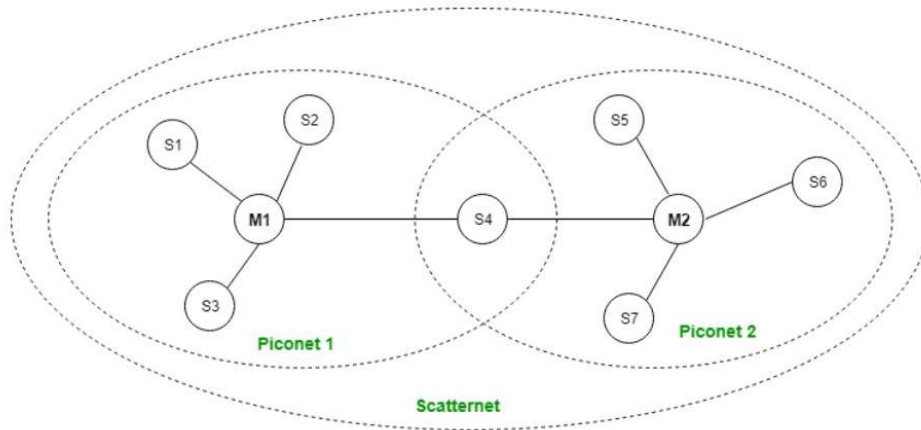 S1
S2
S5
S6
M1
S4
M2
S3
S7
Piconet 1
Piconet 2
Scatternet